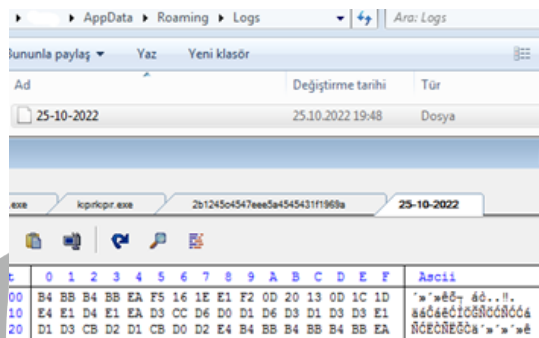 AppData ▸ Roaming ▸ Logs Ara: Logs
Bununla paylaş Yaz Yeni klasör
Ad Değiştirme tarihi Tür
25-10-2022 25.10.2022 19:48 Dosya
.exe kprkpr.exe 2b1245c4547eee5a4545431f1969a 25-10-2022
t 0 1 2 3 4 5 6 7 8 9 A B C D E F Ascii
00 B4 BB B4 BB EA F5 16 1E E1 F2 0D 20 13 0D 1C 1D
10 E4 E1 D4 E1 EA D3 CC D6 D0 D1 D6 D3 D1 D3 D3 E1
20 D1 D3 CB D2 D1 CB D0 D2 E4 B4 BB B4 BB B4 BB EA